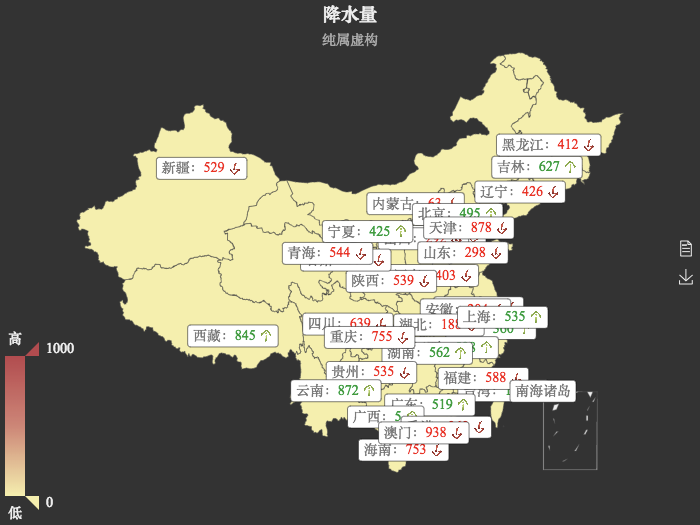 降水量
纯属虚构
黑龙江: 412
新疆: 529
吉林: 627
辽宁: 426
内蒙古: 63
北京: 495
宁夏: 425
天津: 878
青海: 544
山东: 298
陕西: 539
403
安徽:
上海: 535
四川: 639
湖北: 188
西藏: 845
重庆: 755
湖南: 562
贵州: 535
福建: 588
云南: 872
南海诸岛
广东: 519
广西: 5
澳门: 938
海南: 753
高
1000
0
低